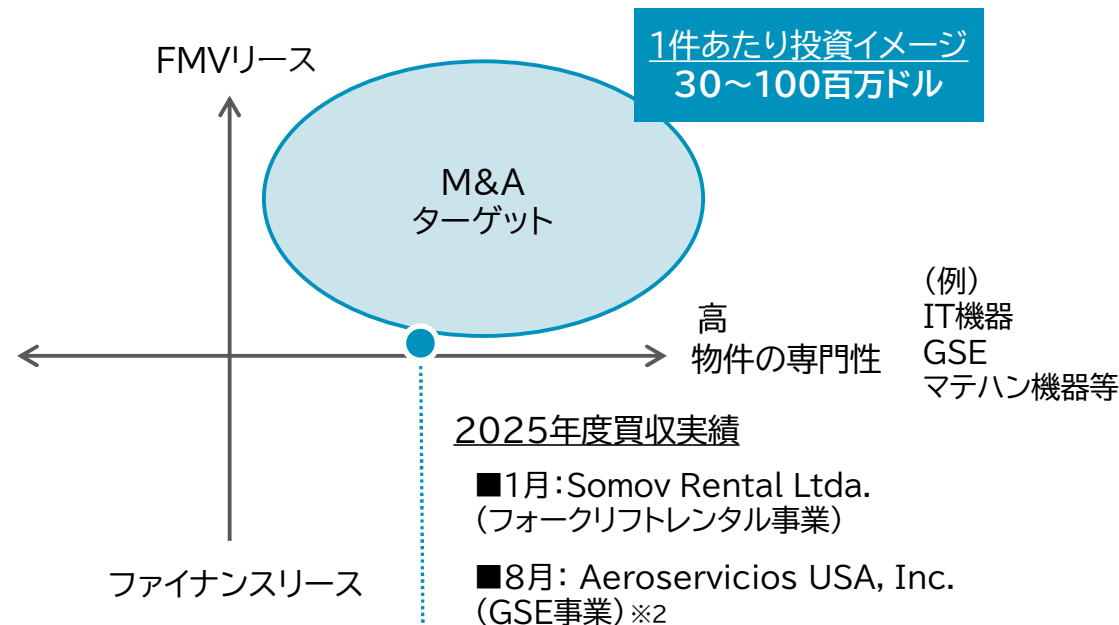 1件あたり投資イメージ
30～100百万ドル
FMVリース
M&A
ターゲット
高
物件の専門性
（例）
IT機器
GSE
マテハン機器等
2025年度買収実績
■1月：Somov Rental Ltda.
（フォークリフトレンタル事業）
■8月： Aeroservicios USA, Inc.
（GSE事業）※2
ファイナンスリース